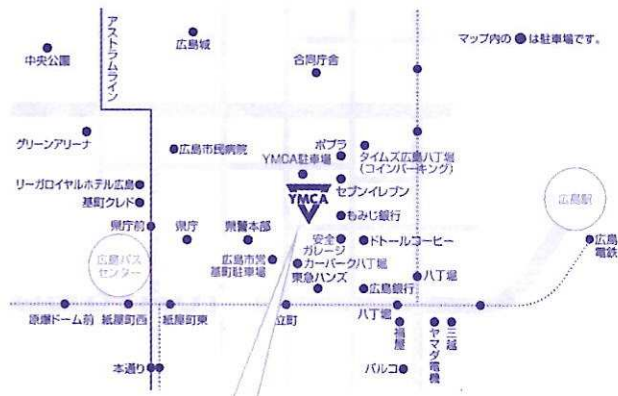 アストラムライン
広島城
マップ内の●は駐車場です。
中央公園
合同庁舎
グリーンアリーナ
広島市民病院
ポプラ
YMCA駐車場
タイムズ広島八丁堀
(コインパーキング)
リーガロイヤルホテル広島
基町クレド
YMCA
セブンイレブン
広島駅
県庁前
県庁
県警本部
もみじ銀行
広島バス
センター
安全
ガレージ
ドトールコーヒー
広島
電鉄
広島市営
基町駐車場
カーパーク八丁堀
東急ハンズ
広島銀行
八丁堀
原爆ドーム前
紙屋町西
紙屋町東
立町
八丁堀
福屋
ヤマダ電機
三越
本通り
パルコ